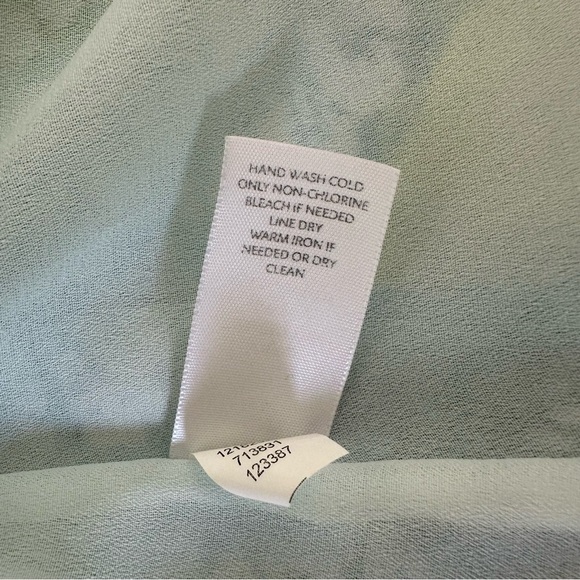 HAND WASH COLD
ONLY NON-CHLORINE
BLEACH IF NEEDED
LINE DRY
WARM IRON IF
NEEDED OR DRY
CLEAN
713831
123387